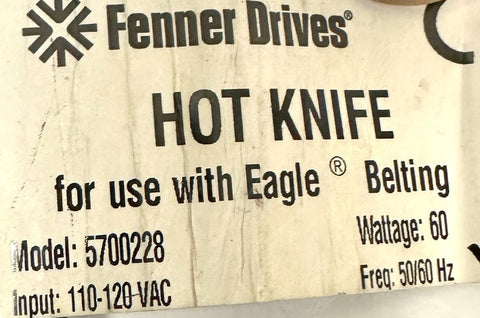 Fenner Drives®
HOT KNIFE
for use with Eagle® Belting
Model: 5700228
Wattage: 60
Input: 110-120 VAC
Freq: 50/60 Hz